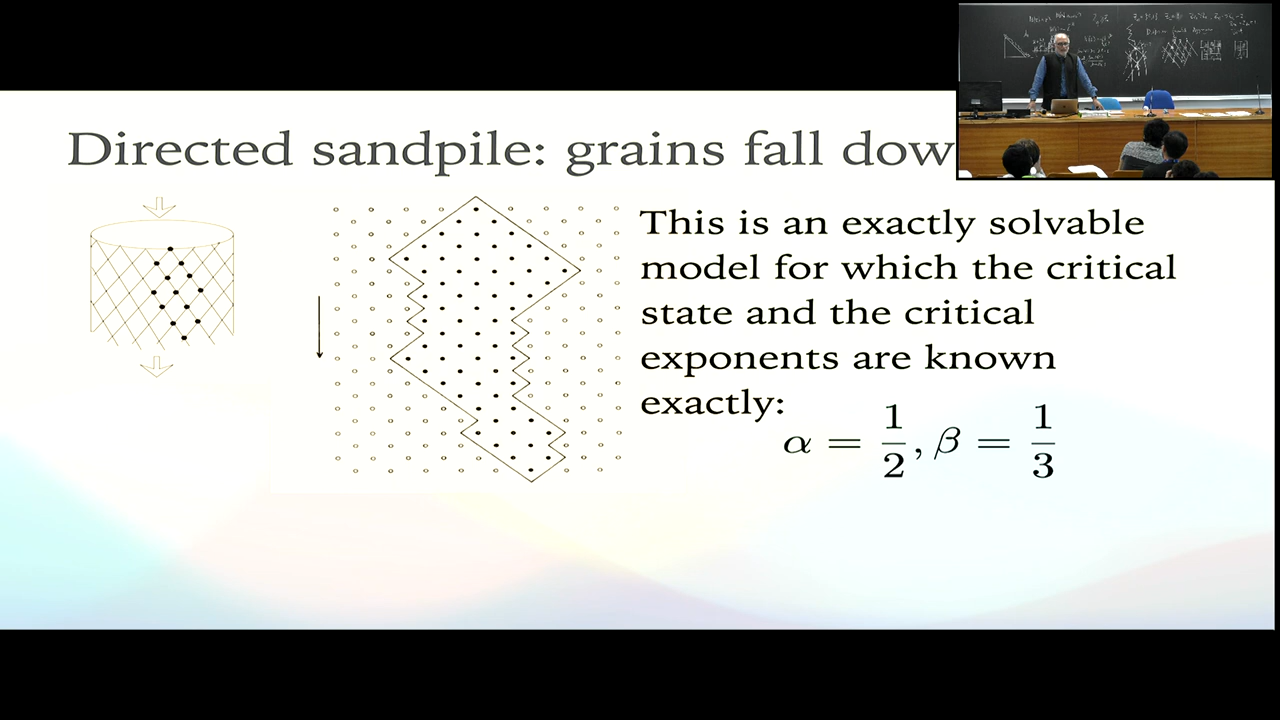 Directed sandpile: grains fall dow
This is an exactly solvable
model for which the critical
state and the critical
exponents are known
exactly:
α = 1/2, β = 1/3